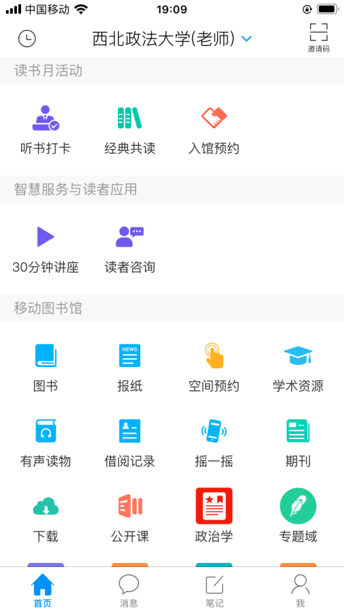 中国移动
19:09
西北政法大学(老师)
邀请码
读书月活动
听书打卡 经典共读 入馆预约
智慧服务与读者应用
30分钟讲座 读者咨询
移动图书馆
NEWS
图书 报纸 空间预约 学术资源
有声读物 借阅记录 摇一摇 期刊
下载 公开课 政治学 专题域
首页 消息 笔记 我